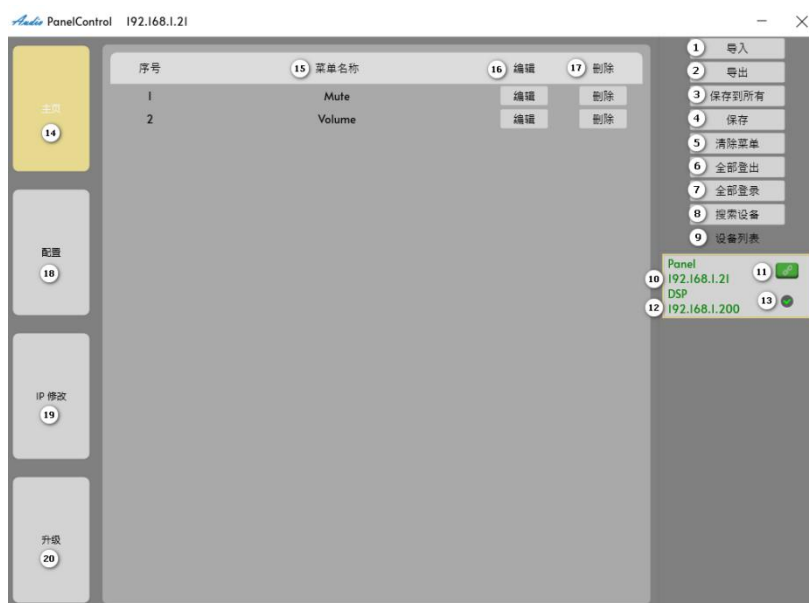 Audio PanelControl 192.168.1.21
主页
14
配置
18
IP 修改
19
升级
20
序号 15 菜单名称 16 编辑 17 删除
1 Mute 编辑 删除
2 Volume 编辑 删除
1 导入
2 导出
3 保存到所有
4 保存
5 清除菜单
6 全部登出
7 全部登录
8 搜索设备
9 设备列表
Panel
10 192.168.1.21 11
DSP
12 192.168.1.200 13